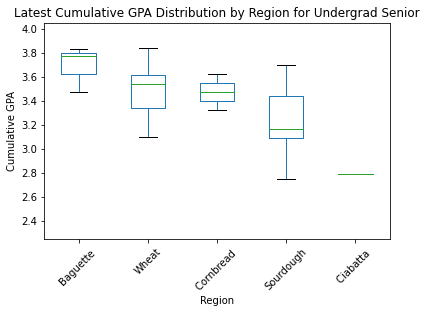 Latest Cumulative GPA Distribution by Region for Undergrad Senior
4.0
3.8
3.6
3.4
3.2
3.0
2.8
2.6
2.4
Cumulative GPA
Baguette
Wheat
Cornbread
Sourdough
Ciabatta
Region